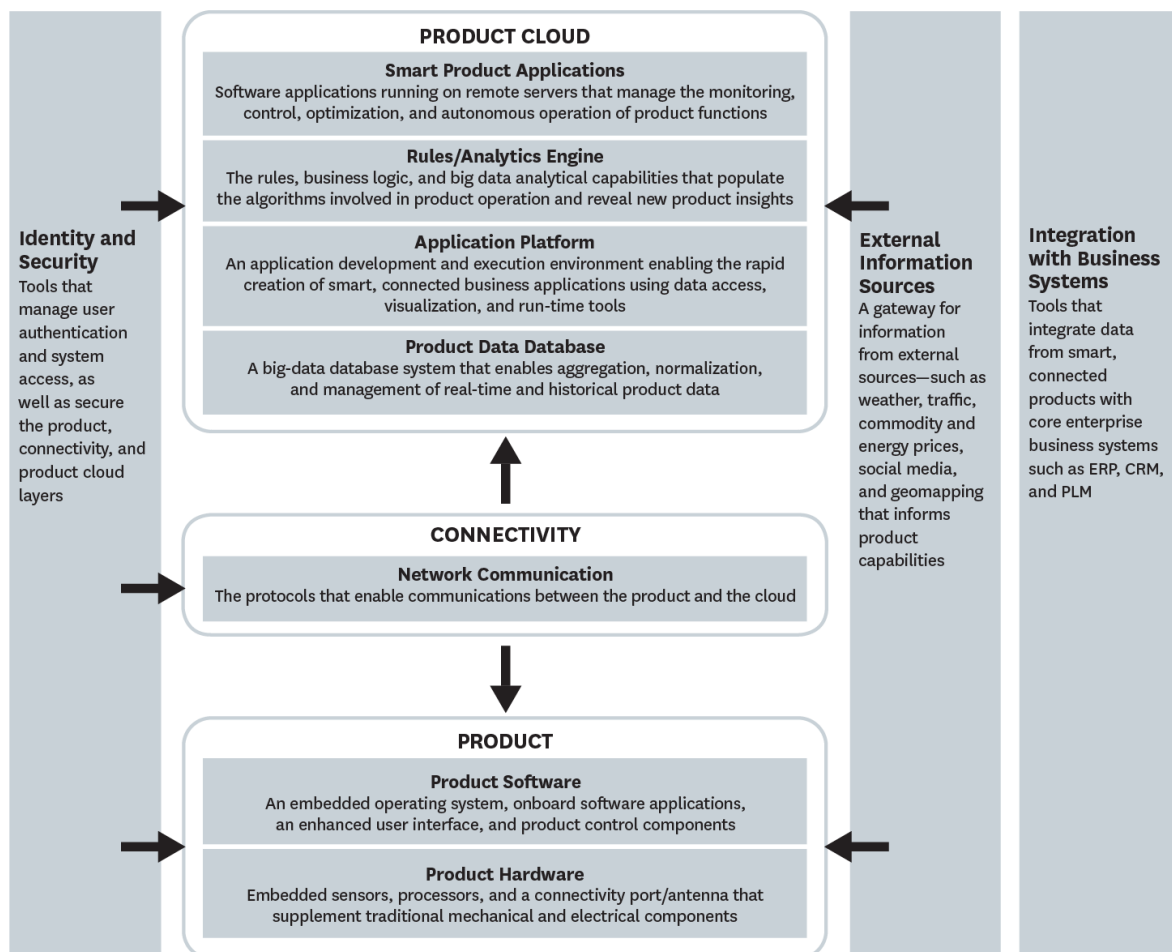 PRODUCT CLOUD
Smart Product Applications
Software applications running on remote servers that manage the monitoring,
control, optimization, and autonomous operation of product functions
Rules/Analytics Engine
The rules, business logic, and big data analytical capabilities that populate
the algorithms involved in product operation and reveal new product insights
Application Platform
An application development and execution environment enabling the rapid
creation of smart, connected business applications using data access,
visualization, and run-time tools
Product Data Database
A big-data database system that enables aggregation, normalization,
and management of real-time and historical product data
CONNECTIVITY
Network Communication
The protocols that enable communications between the product and the cloud
PRODUCT
Product Software
An embedded operating system, onboard software applications,
an enhanced user interface, and product control components
Product Hardware
Embedded sensors, processors, and a connectivity port/antenna that
supplement traditional mechanical and electrical components
Identity and
Security
Tools that
manage user
authentication
and system
access, as
well as secure
the product,
connectivity, and
product cloud
layers
External
Information
Sources
A gateway for
information
from external
sources—such as
weather, traffic,
commodity and
energy prices,
social media,
and geomapping
that informs
product
capabilities
Integration
with Business
Systems
Tools that
integrate data
from smart,
connected
products with
core enterprise
business systems
such as ERP, CRM,
and PLM